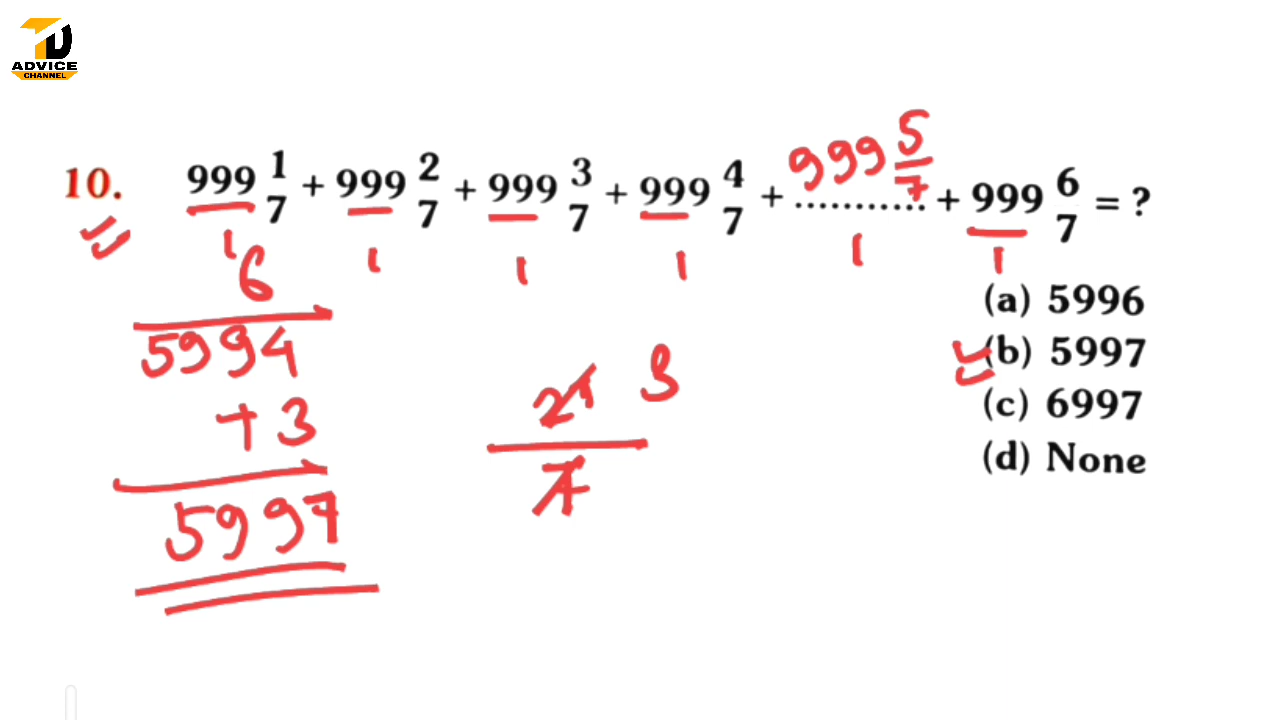 TD
ADVICE
CHANNEL
10. 999 1/7 + 999 2/7 + 999 3/7 + 999 4/7 + ........... + 999 6/7 = ?
999 5/7
1 1 1 1 1 1
6
5994
+ 3
5997
21 3
7
(a) 5996
(b) 5997
(c) 6997
(d) None